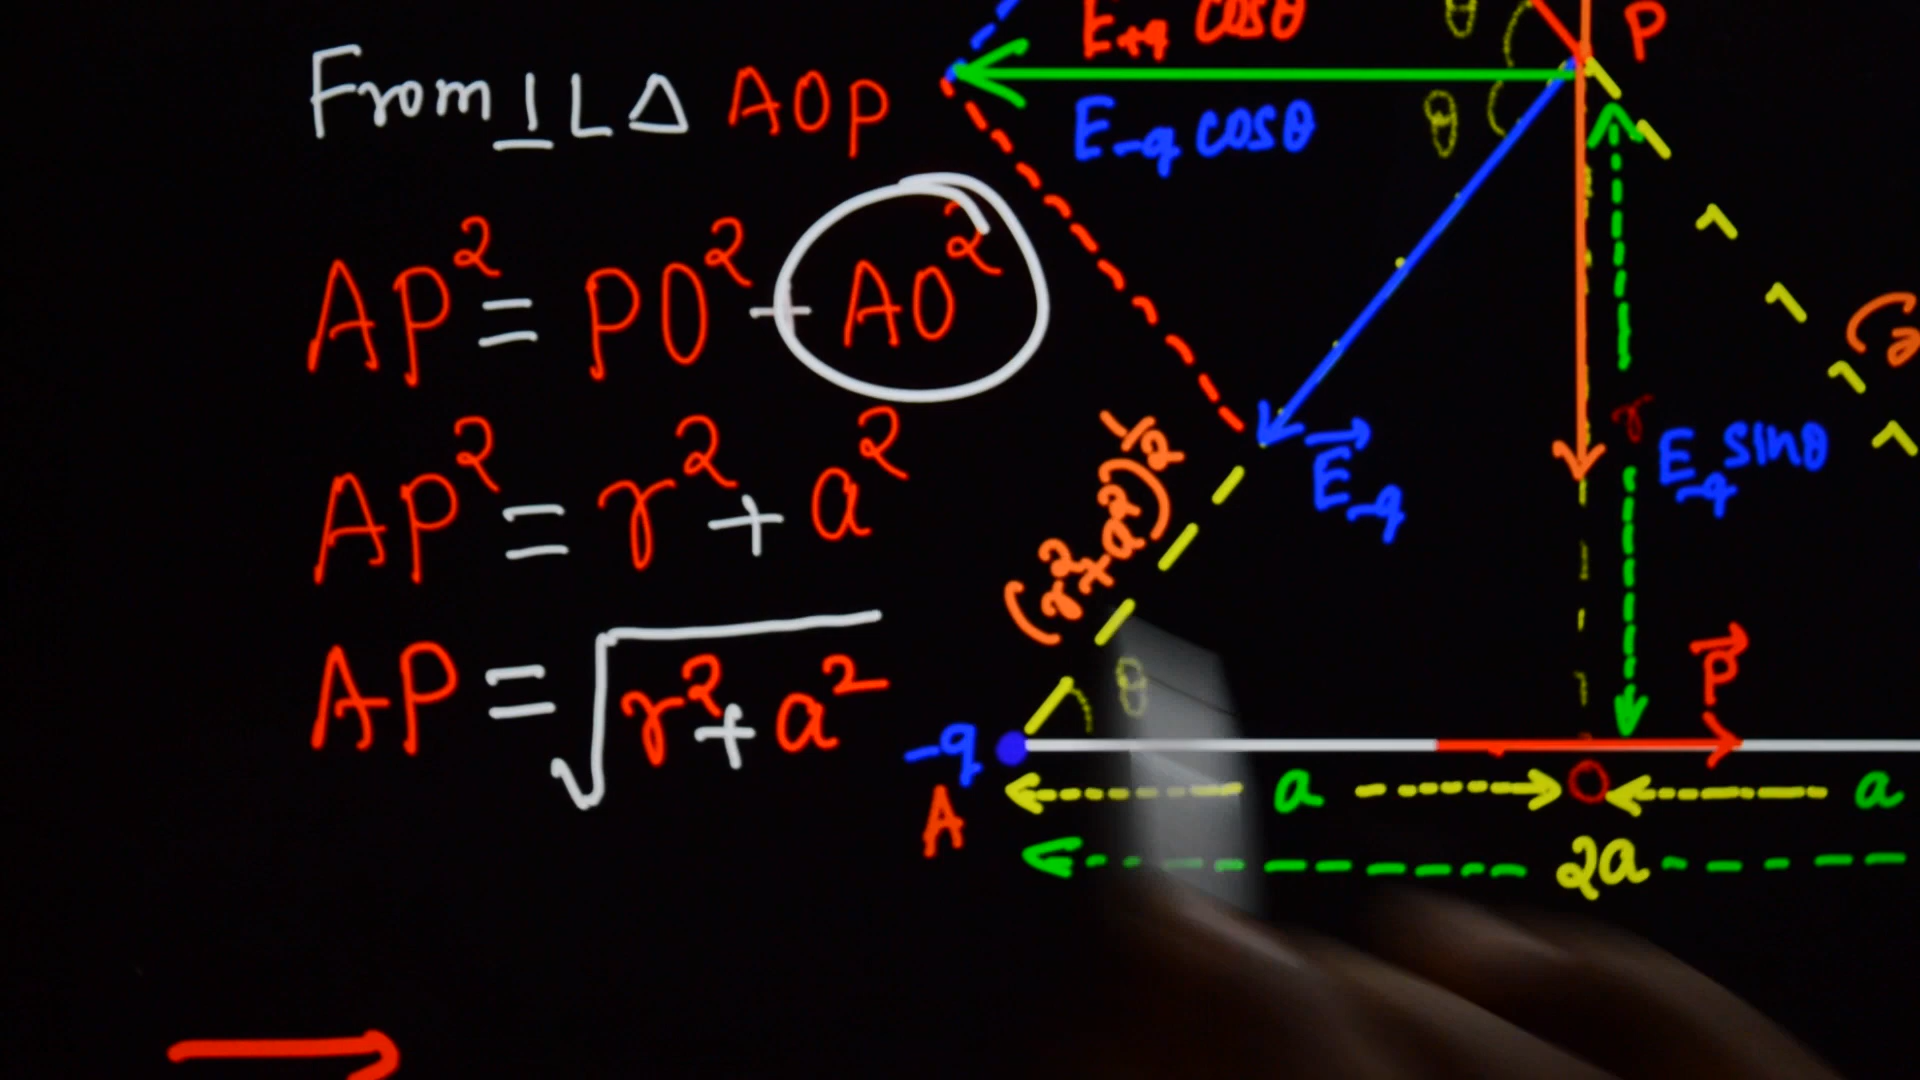 From ⊥ L Δ AOP
AP² = PO² + AO²
AP² = r² + a²
AP = √(r² + a²)
E+q cosθ
θ
P
E-q cosθ
θ
E-q
r
E-q sinθ
(r²+a²)^1/2
θ
P
-q
A
a
O
a
2a